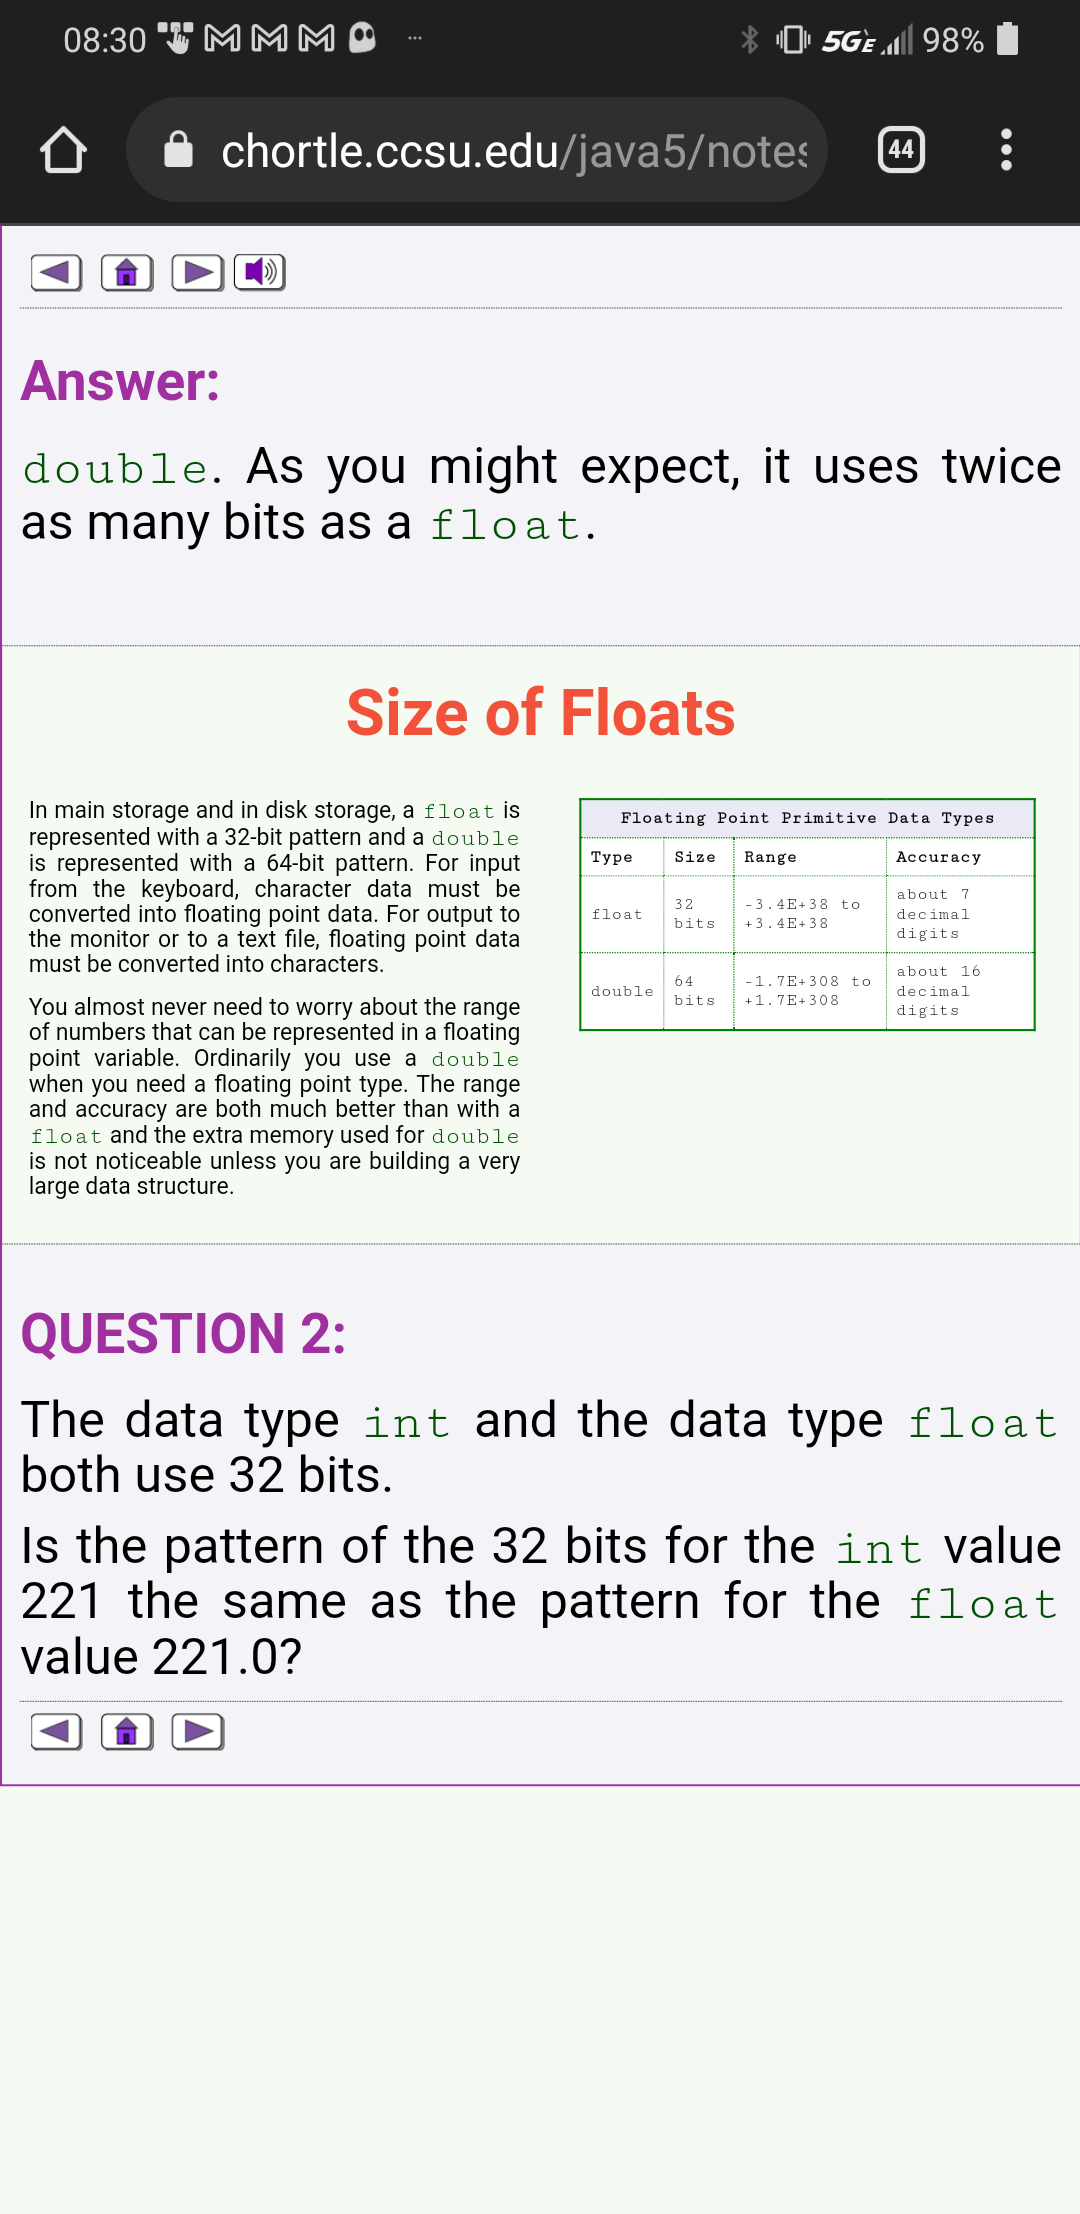 08:30
5GE
98%
chortle.ccsu.edu/java5/notes
44
Answer:
double. As you might expect, it uses twice
as many bits as a float.
Size of Floats
In main storage and in disk storage, a float is
represented with a 32-bit pattern and a double
is represented with a 64-bit pattern. For input
from the keyboard, character data must be
converted into floating point data. For output to
the monitor or to a text file, floating point data
must be converted into characters.
You almost never need to worry about the range
of numbers that can be represented in a floating
point variable. Ordinarily you use a double
when you need a floating point type. The range
and accuracy are both much better than with a
float and the extra memory used for double
is not noticeable unless you are building a very
large data structure.
Floating Point Primitive Data Types
Type Size Range Accuracy
float
32
bits
-3.4E+38 to
+3.4E+38
about 7
decimal
digits
double
64
bits
-1.7E+308 to
+1.7E+308
about 16
decimal
digits
QUESTION 2:
The data type int and the data type float
both use 32 bits.
Is the pattern of the 32 bits for the int value
221 the same as the pattern for the float
value 221.0?